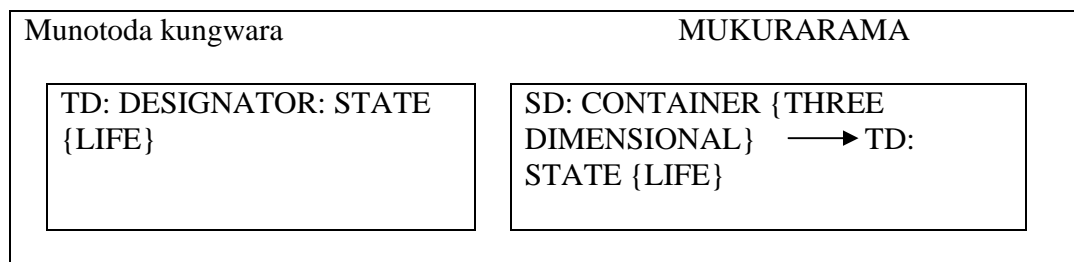 Munotoda kungwara MUKURARAMA
TD: DESIGNATOR: STATE
{LIFE}
SD: CONTAINER {THREE
DIMENSIONAL} ⟶ TD:
STATE {LIFE}